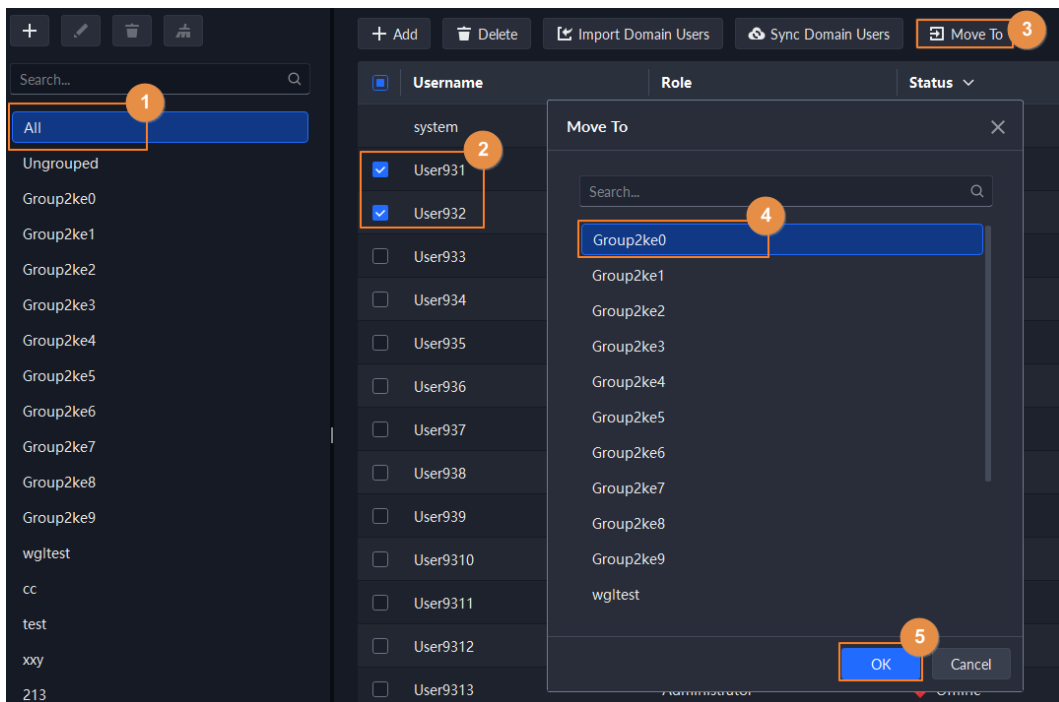 Search...
1
All
Ungrouped
Group2ke0
Group2ke1
Group2ke2
Group2ke3
Group2ke4
Group2ke5
Group2ke6
Group2ke7
Group2ke8
Group2ke9
wgltest
cc
test
xxy
213
Add Delete Import Domain Users Sync Domain Users Move To 3
Username Role Status
system
2
User931
User932
User933
User934
User935
User936
User937
User938
User939
User9310
User9311
User9312
User9313 Administrator Offline
Move To
Search...
4
Group2ke0
Group2ke1
Group2ke2
Group2ke3
Group2ke4
Group2ke5
Group2ke6
Group2ke7
Group2ke8
Group2ke9
wgltest
5
OK Cancel